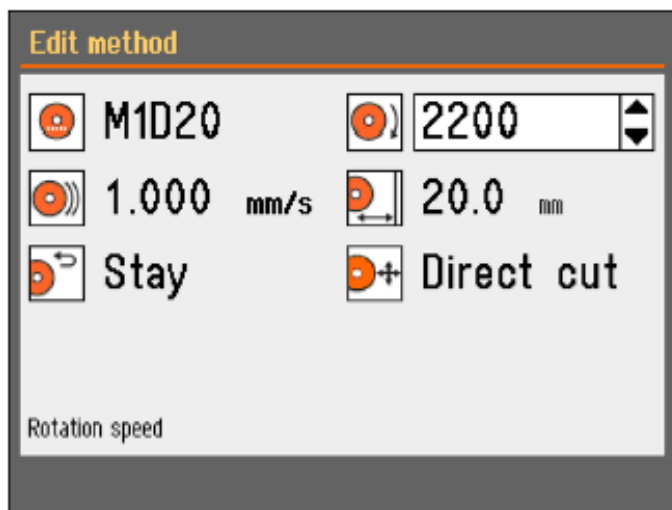 Edit method
M1D20 2200
1.000 mm/s 20.0 mm
Stay Direct cut
Rotation speed